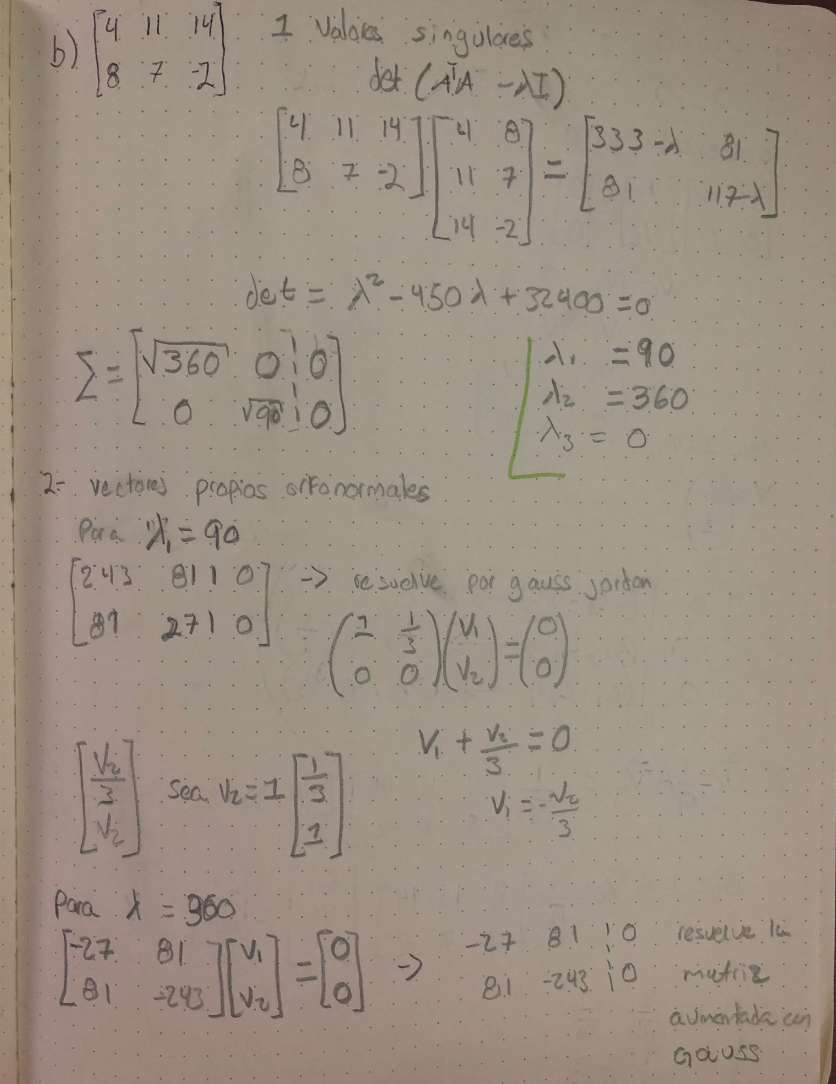 b) [4 11 14; 8 7 -2] 1 Valores singulares
det (AᵀA - λI)
[4 11 14; 8 7 -2] [4 8; 11 7; 14 -2] = [333-λ 81; 81 117-λ]
det = λ² - 450λ + 32400 = 0
Σ = [√360 0 ¦ 0; 0 √90 ¦ 0]
λ₁ = 90
λ₂ = 360
λ₃ = 0
2- vectores propios ortonormales
Para λ₁ = 90
[243 81 | 0; 81 27 | 0] -> resuelve por gauss jordan
(1 1/3; 0 0) (V₁; V₂) = (0; 0)
V₁ + V₂/3 = 0
V₁ = -V₂/3
[V₂/3; V₂] sea V₂ = 1 [1/3; 1]
Para λ = 360
[-27 81; 81 -243] [V₁; V₂] = [0; 0] -> -27 81 ¦ 0; 81 -243 ¦ 0
resuelve la
matriz
aumentada con
Gauss